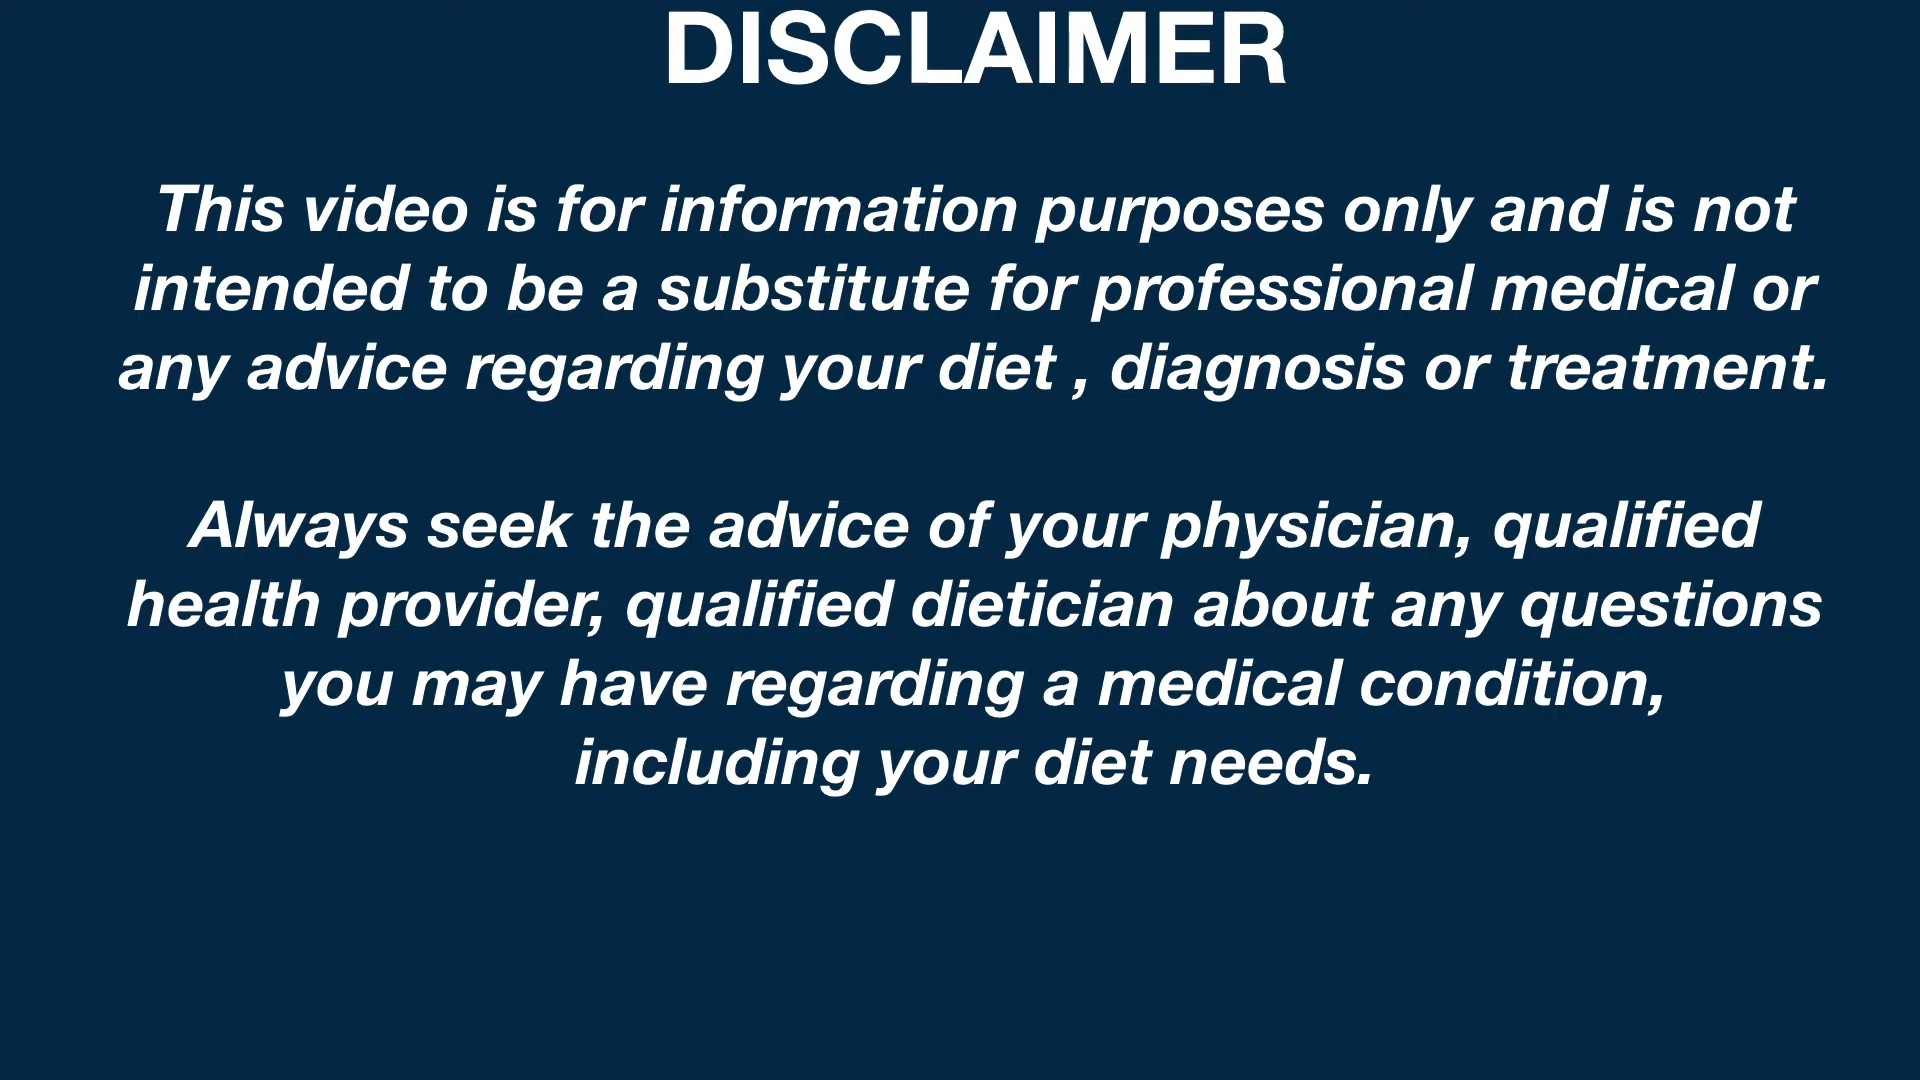 DISCLAIMER
This video is for information purposes only and is not
intended to be a substitute for professional medical or
any advice regarding your diet , diagnosis or treatment.
Always seek the advice of your physician, qualified
health provider, qualified dietician about any questions
you may have regarding a medical condition,
including your diet needs.